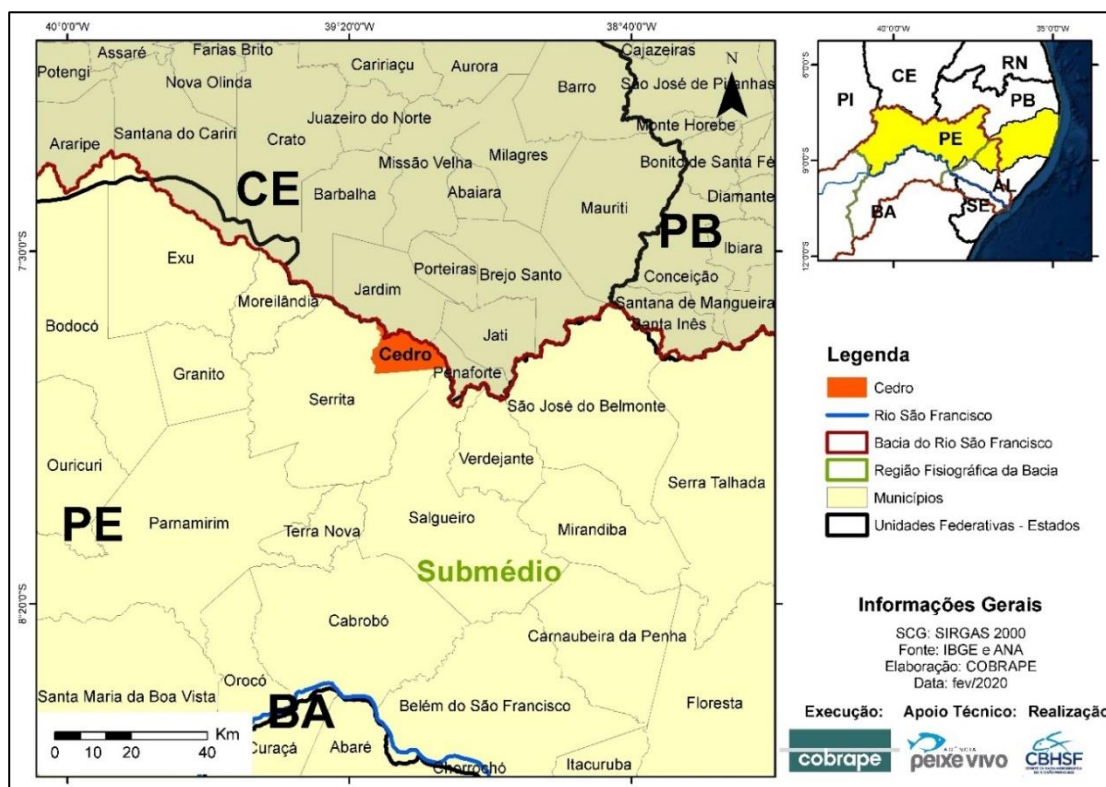 40°0'0"W
39°20'0"W
38°40'0"W
Assaré
Farias Brito
Potengi
Nova Olinda
Caririaçu
Aurora
Cajazeiras
N
Barro
São José de Piranhas
Juazeiro do Norte
Monte Horebe
Araripe
Santana do Cariri
Crato
Missão Velha
Milagres
Bonito de Santa Fé
CE
Barbalha
Abaiara
Diamante
Mauriti
PB
Ibiara
7°30'0"S
Exu
Porteiras
Brejo Santo
Conceição
Moreilândia
Jardim
Santana de Mangueira
Bodocó
Jati
Santa Inês
Cedro
Granito
Penaforte
Serrita
São José do Belmonte
Ouricuri
Verdejante
Serra Talhada
PE
Parnamirim
Terra Nova
Salgueiro
Mirandiba
Submédio
8°20'0"S
Cabrobó
Carnaubeira da Penha
Orocó
Santa Maria da Boa Vista
BA
Belém do São Francisco
Floresta
0 10 20 40 Km
Curaçá
Abaré
Chorrochó
Itacuruba
40°0'0"W
35°0'0"W
6°0'0"S
CE
RN
PI
PB
PE
9°0'0"S
AL
BA
SE
12°0'0"S
Legenda
Cedro
Rio São Francisco
Bacia do Rio São Francisco
Região Fisiográfica da Bacia
Municípios
Unidades Federativas - Estados
Informações Gerais
SCG: SIRGAS 2000
Fonte: IBGE e ANA
Elaboração: COBRAPE
Data: fev/2020
Execução: Apoio Técnico: Realização
cobrape
AGÊNCIA
peixe vivo
CBHSF